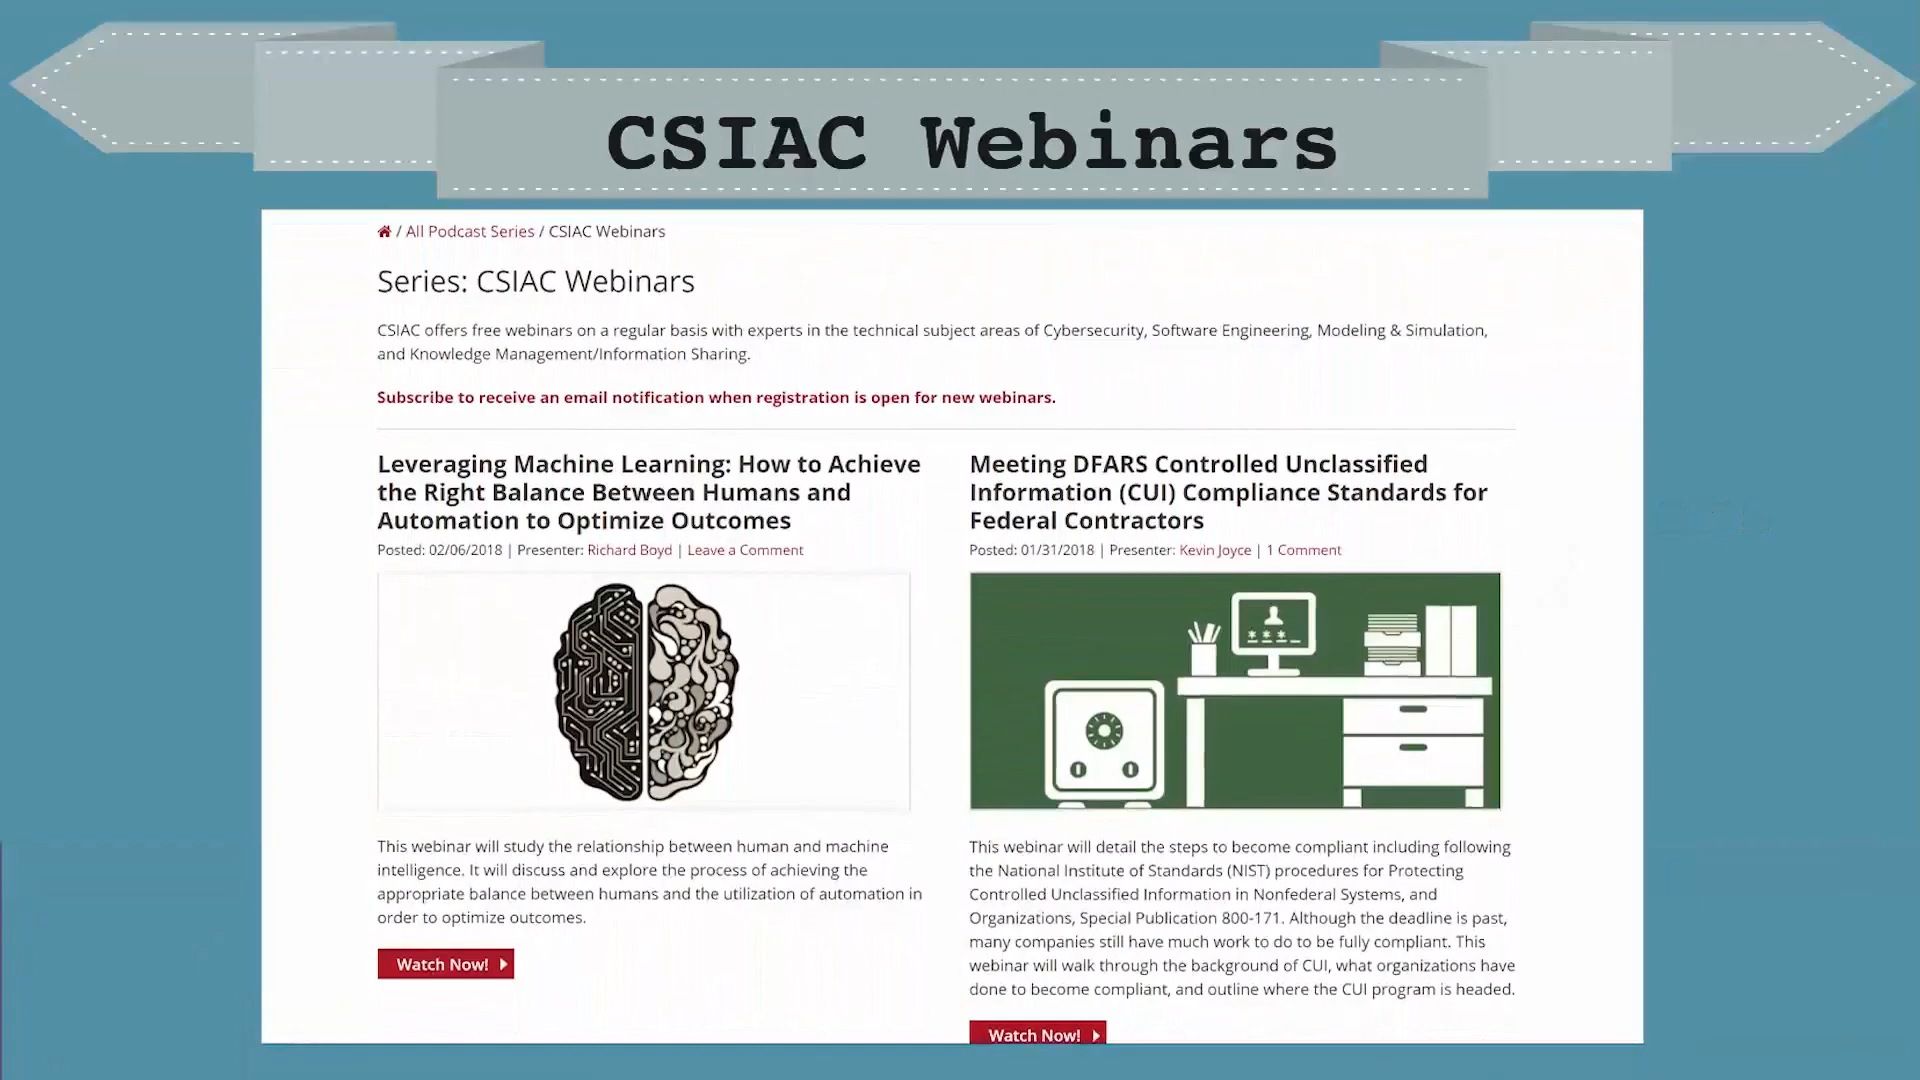 CSIAC Webinars
/ All Podcast Series / CSIAC Webinars
Series: CSIAC Webinars
CSIAC offers free webinars on a regular basis with experts in the technical subject areas of Cybersecurity, Software Engineering, Modeling & Simulation,
and Knowledge Management/Information Sharing.
Subscribe to receive an email notification when registration is open for new webinars.
Leveraging Machine Learning: How to Achieve
the Right Balance Between Humans and
Automation to Optimize Outcomes
Posted: 02/06/2018 | Presenter: Richard Boyd | Leave a Comment
This webinar will study the relationship between human and machine
intelligence. It will discuss and explore the process of achieving the
appropriate balance between humans and the utilization of automation in
order to optimize outcomes.
Watch Now!
Meeting DFARS Controlled Unclassified
Information (CUI) Compliance Standards for
Federal Contractors
Posted: 01/31/2018 | Presenter: Kevin Joyce | 1 Comment
***_
This webinar will detail the steps to become compliant including following
the National Institute of Standards (NIST) procedures for Protecting
Controlled Unclassified Information in Nonfederal Systems, and
Organizations, Special Publication 800-171. Although the deadline is past,
many companies still have much work to do to be fully compliant. This
webinar will walk through the background of CUI, what organizations have
done to become compliant, and outline where the CUI program is headed.
Watch Now!